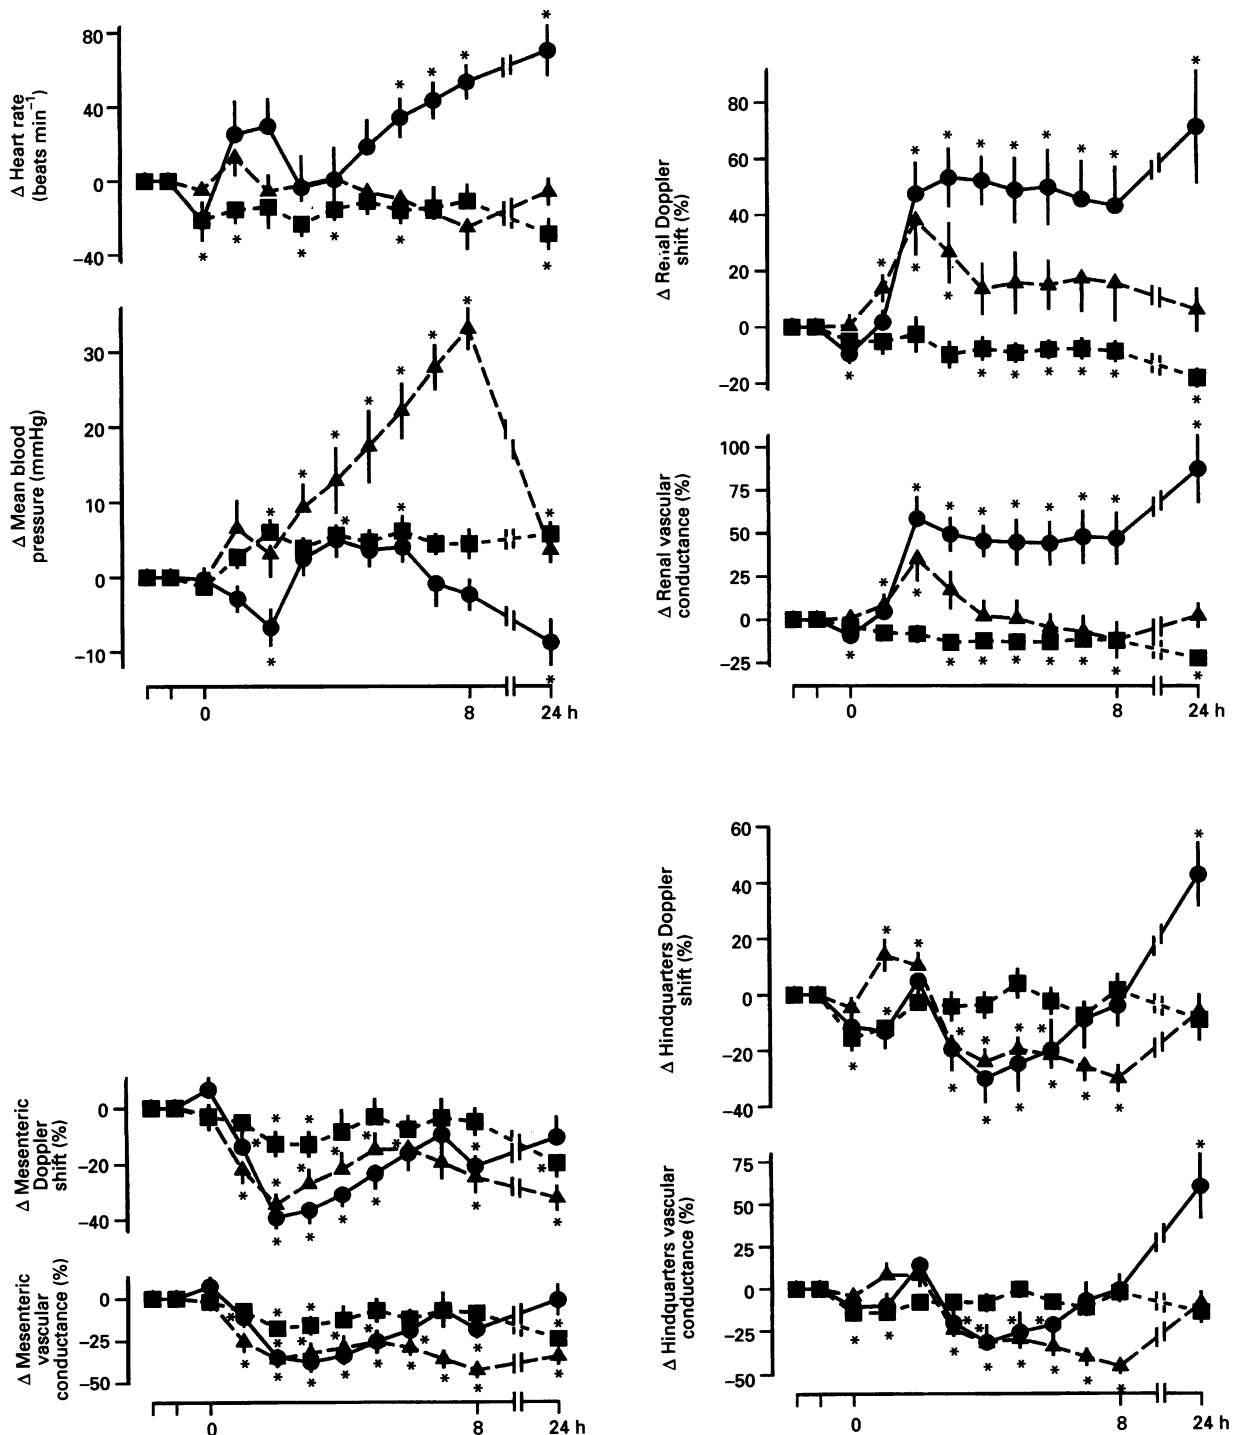 Δ Heart rate
(beats min⁻¹)
80
40
0
−40
Δ Mean blood
pressure (mmHg)
30
20
10
0
−10
0
8
24 h
Δ Renal Doppler
shift (%)
80
60
40
20
0
−20
Δ Renal vascular
conductance (%)
100
75
50
25
0
−25
0
8
24 h
Δ Mesenteric
Doppler
shift (%)
0
−20
−40
Δ Mesenteric
vascular
conductance (%)
0
−25
−50
0
8
24 h
Δ Hindquarters Doppler
shift (%)
60
40
20
0
−20
−40
Δ Hindquarters vascular
conductance (%)
75
50
25
0
−25
−50
0
8
24 h